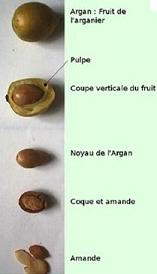 Argan : Fruit de
l'arganier
Pulpe
Coupe verticale du fruit
Noyau de l'Argan
Coque et amande
Amande